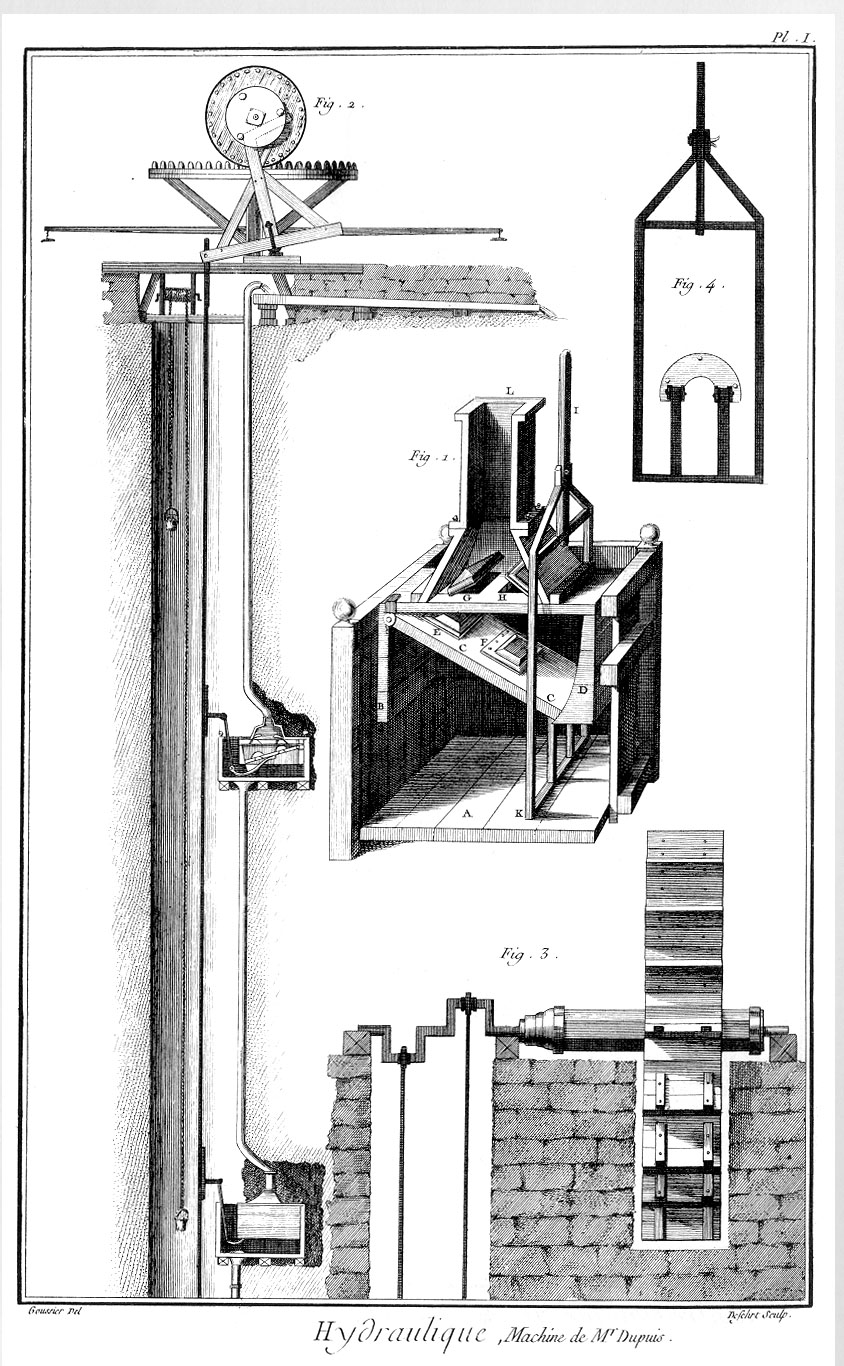 Pl . I.
Fig . 2 .
Fig . 4 .
L
I
Fig . 1 .
G H
E C F
C D
B
A K
Fig . 3 .
Goussier Del
Defehrt Sculp.
Hydraulique , Machine de Mr Dupuis .